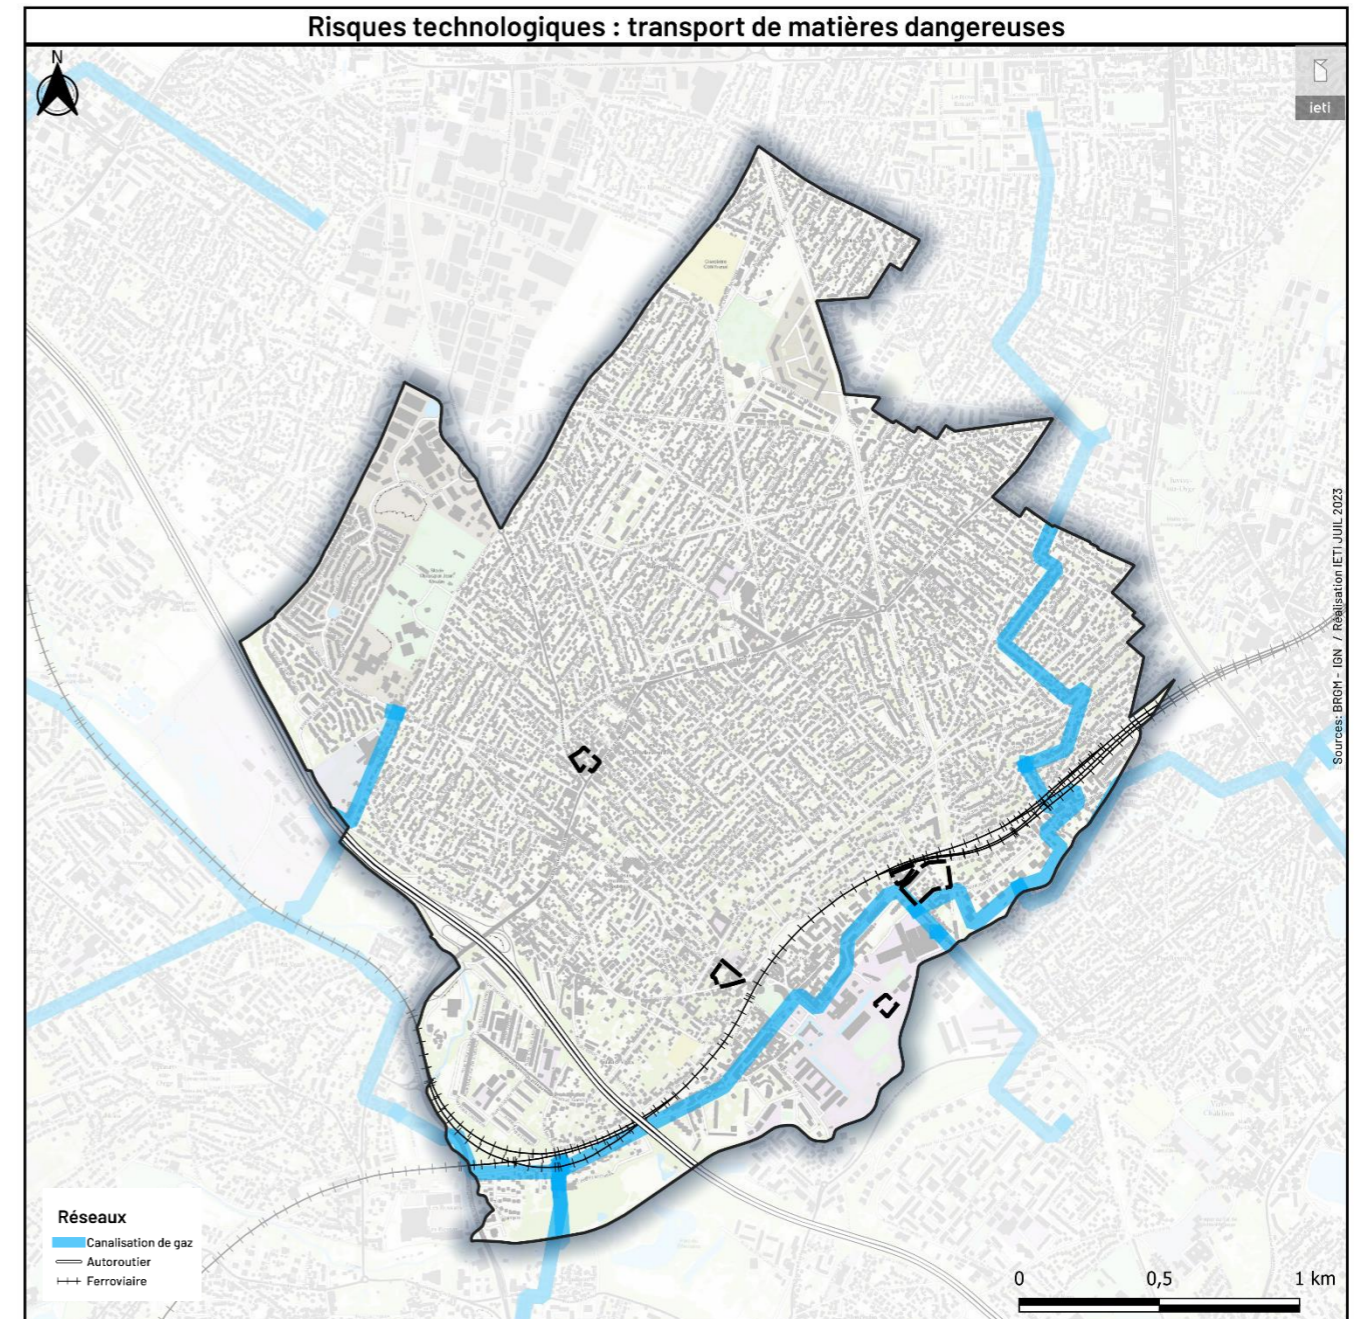 Risques technologiques : transport de matières dangereuses
N
ieti
Sources: BRGM - IGN / Réalisation IETI JUIL 2023
Réseaux
Canalisation de gaz
Autoroutier
Ferroviaire
0 0,5 1 km